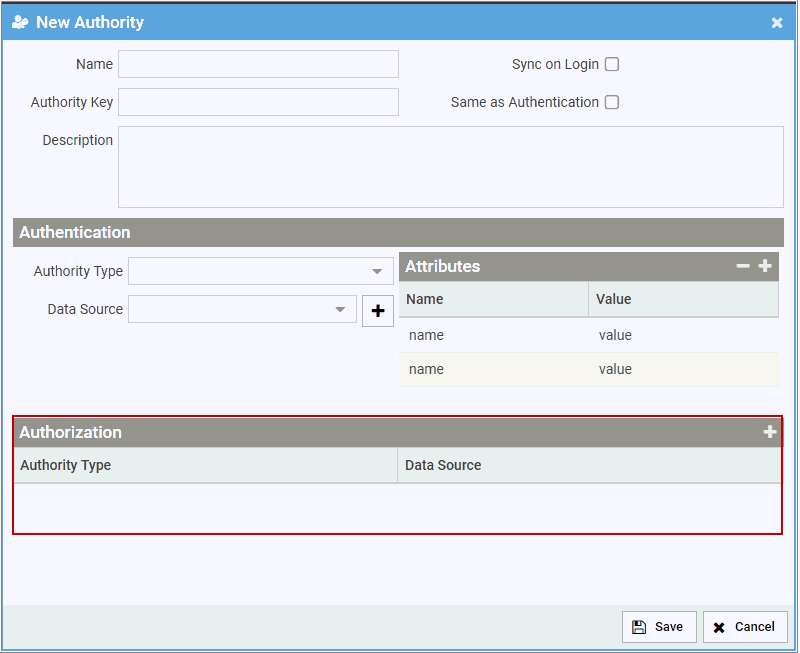 New Authority
Name
Sync on Login
Authority Key
Same as Authentication
Description
Authentication
Authority Type
Attributes
Name Value
Data Source
name value
name value
Authorization
Authority Type Data Source
Save Cancel